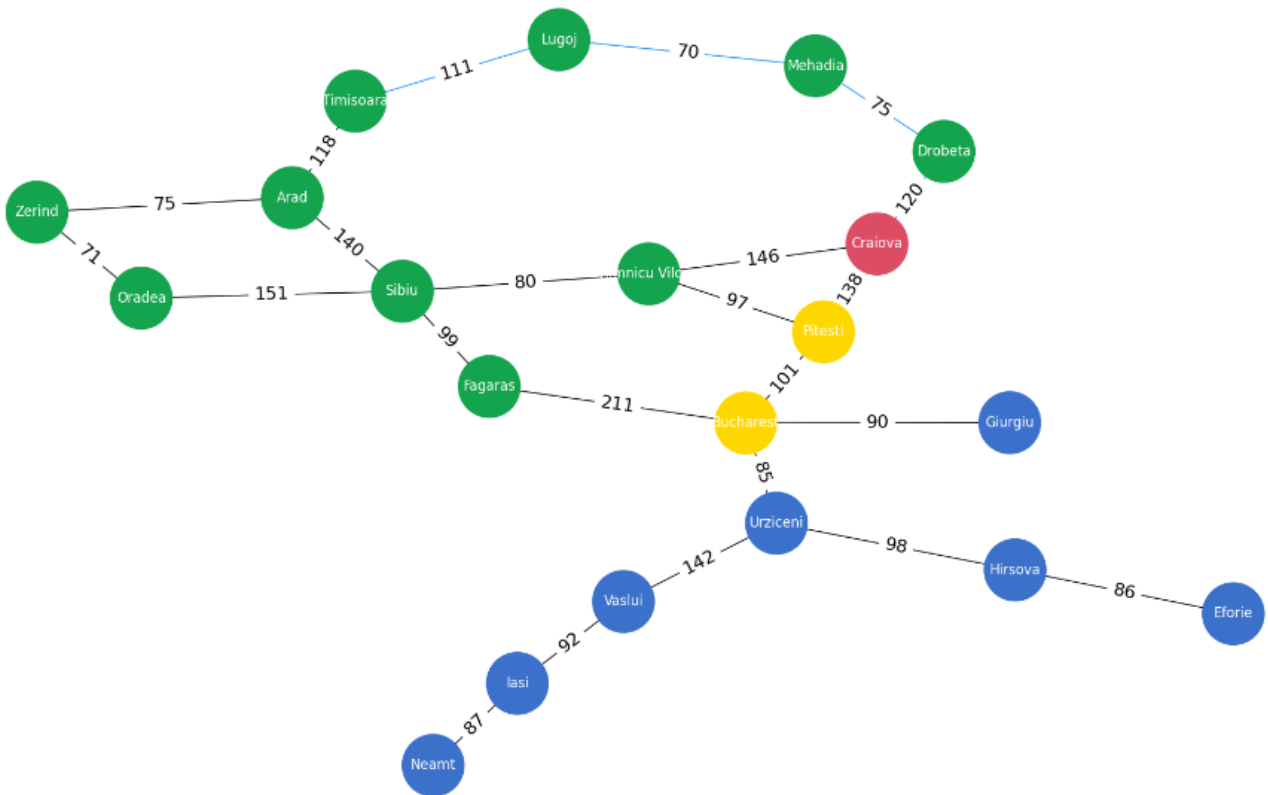 Lugoj
70
Mehadia
111
Timisoara
75
118
Drobeta
Arad
120
75
Zerind
140
Craiova
71
146
mnicu Vilc
Oradea
151
Sibiu
80
97
138
99
Pitesti
Fagaras
101
211
Bucharest
90
Giurgiu
85
Urziceni
98
142
Hirsova
86
Vaslui
Eforie
92
Iasi
87
Neamt